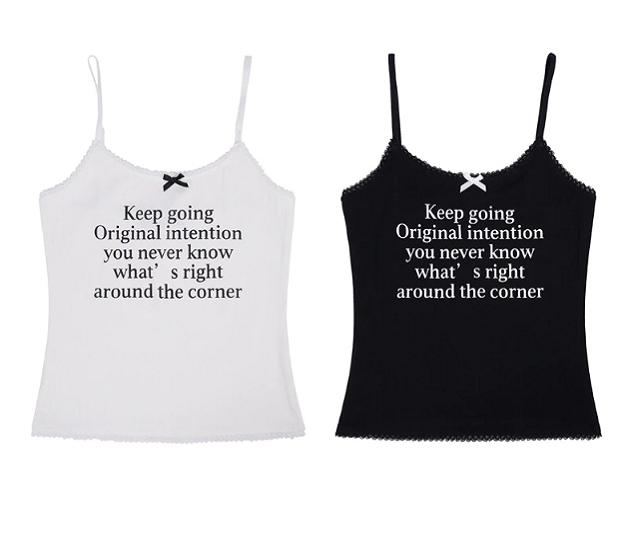 Keep going
Original intention
you never know
what’ s right
around the corner
Keep going
Original intention
you never know
what’ s right
around the corner